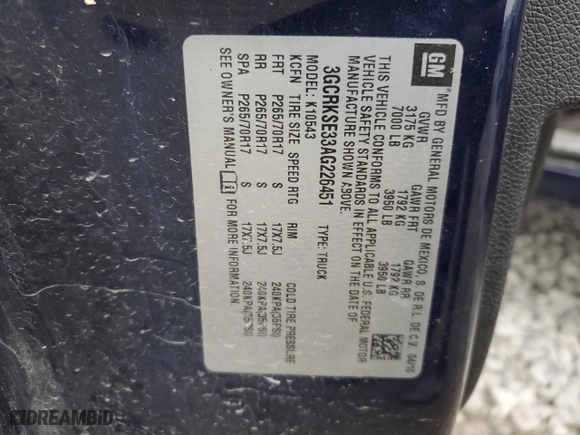 GM
MFD BY GENERAL MOTORS DE MEXICO, S. DE R.L. DE C.V. 04/10
GVWR GAWR FRT GAWR RR
3175 KG 1792 KG 1792 KG
7000 LB 3950 LB 3950 LB
THIS VEHICLE CONFORMS TO ALL APPLICABLE U.S. FEDERAL MOTOR
VEHICLE SAFETY STANDARDS IN EFFECT ON THE DATE OF
MANUFACTURE SHOWN ABOVE.
3GCRKSE33AG226451 TYPE: TRUCK
MODEL: K10543
KCFN TIRE SIZE SPEED RTG RIM COLD TIRE PRESSURE
FRT P265/70R17 S 17X7.5J 240KPA(35PSI)
RR P265/70R17 S 17X7.5J 240KPA(35PSI)
SPA P265/70R17 S 17X7.5J 240KPA(35PSI)
SEE OWNER'S MANUAL FOR MORE INFORMATION.
DREAMBID